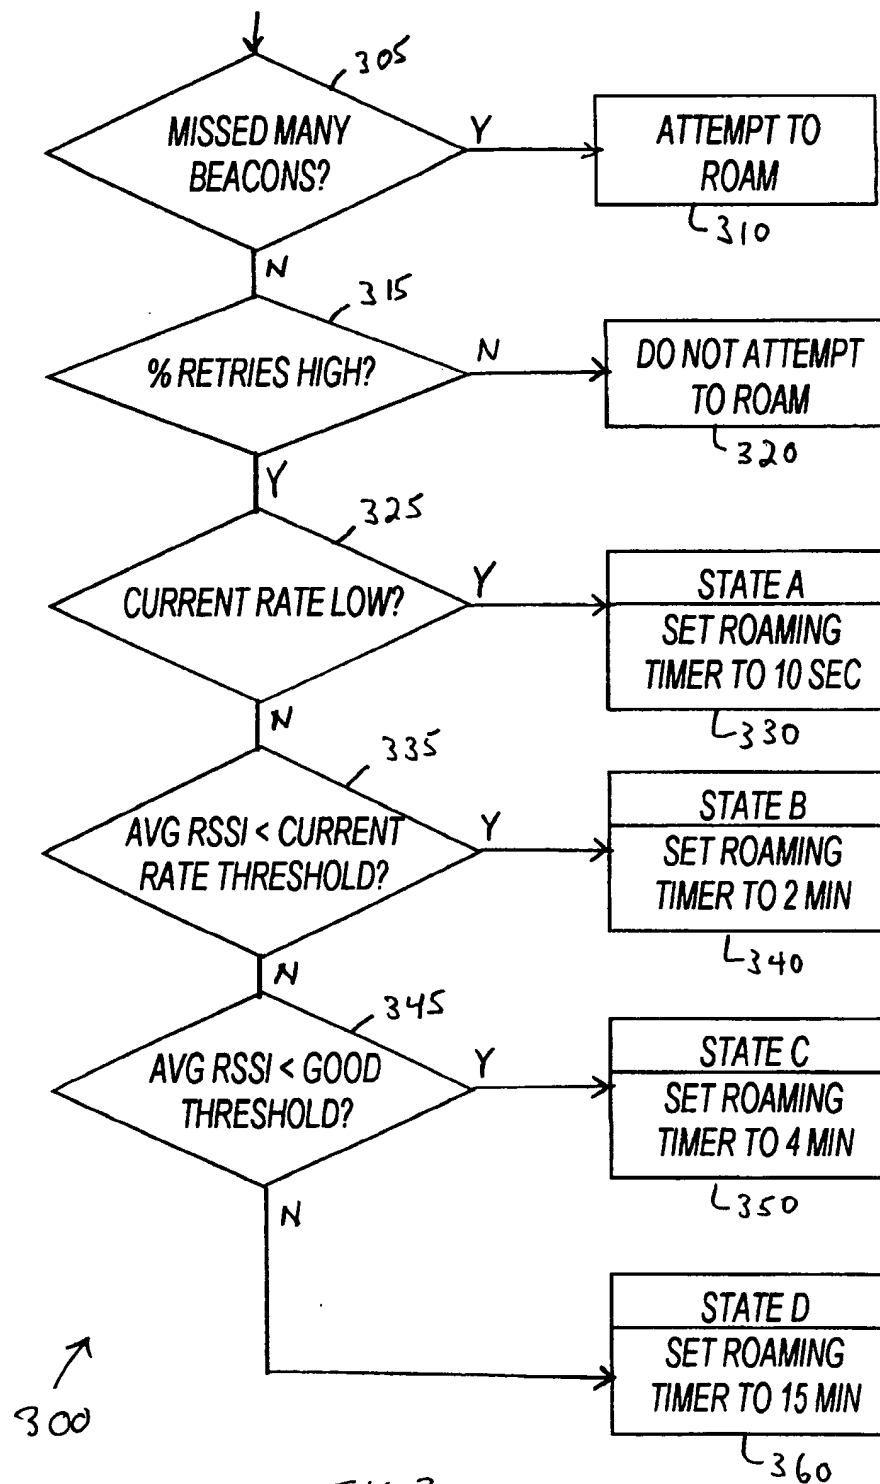 305
MISSED MANY
BEACONS?
Y
ATTEMPT TO
ROAM
310
N
315
% RETRIES HIGH?
N
DO NOT ATTEMPT
TO ROAM
320
Y
325
CURRENT RATE LOW?
Y
STATE A
SET ROAMING
TIMER TO 10 SEC
330
N
335
AVG RSSI < CURRENT
RATE THRESHOLD?
Y
STATE B
SET ROAMING
TIMER TO 2 MIN
340
N
345
AVG RSSI < GOOD
THRESHOLD?
Y
STATE C
SET ROAMING
TIMER TO 4 MIN
350
N
STATE D
SET ROAMING
TIMER TO 15 MIN
360
300